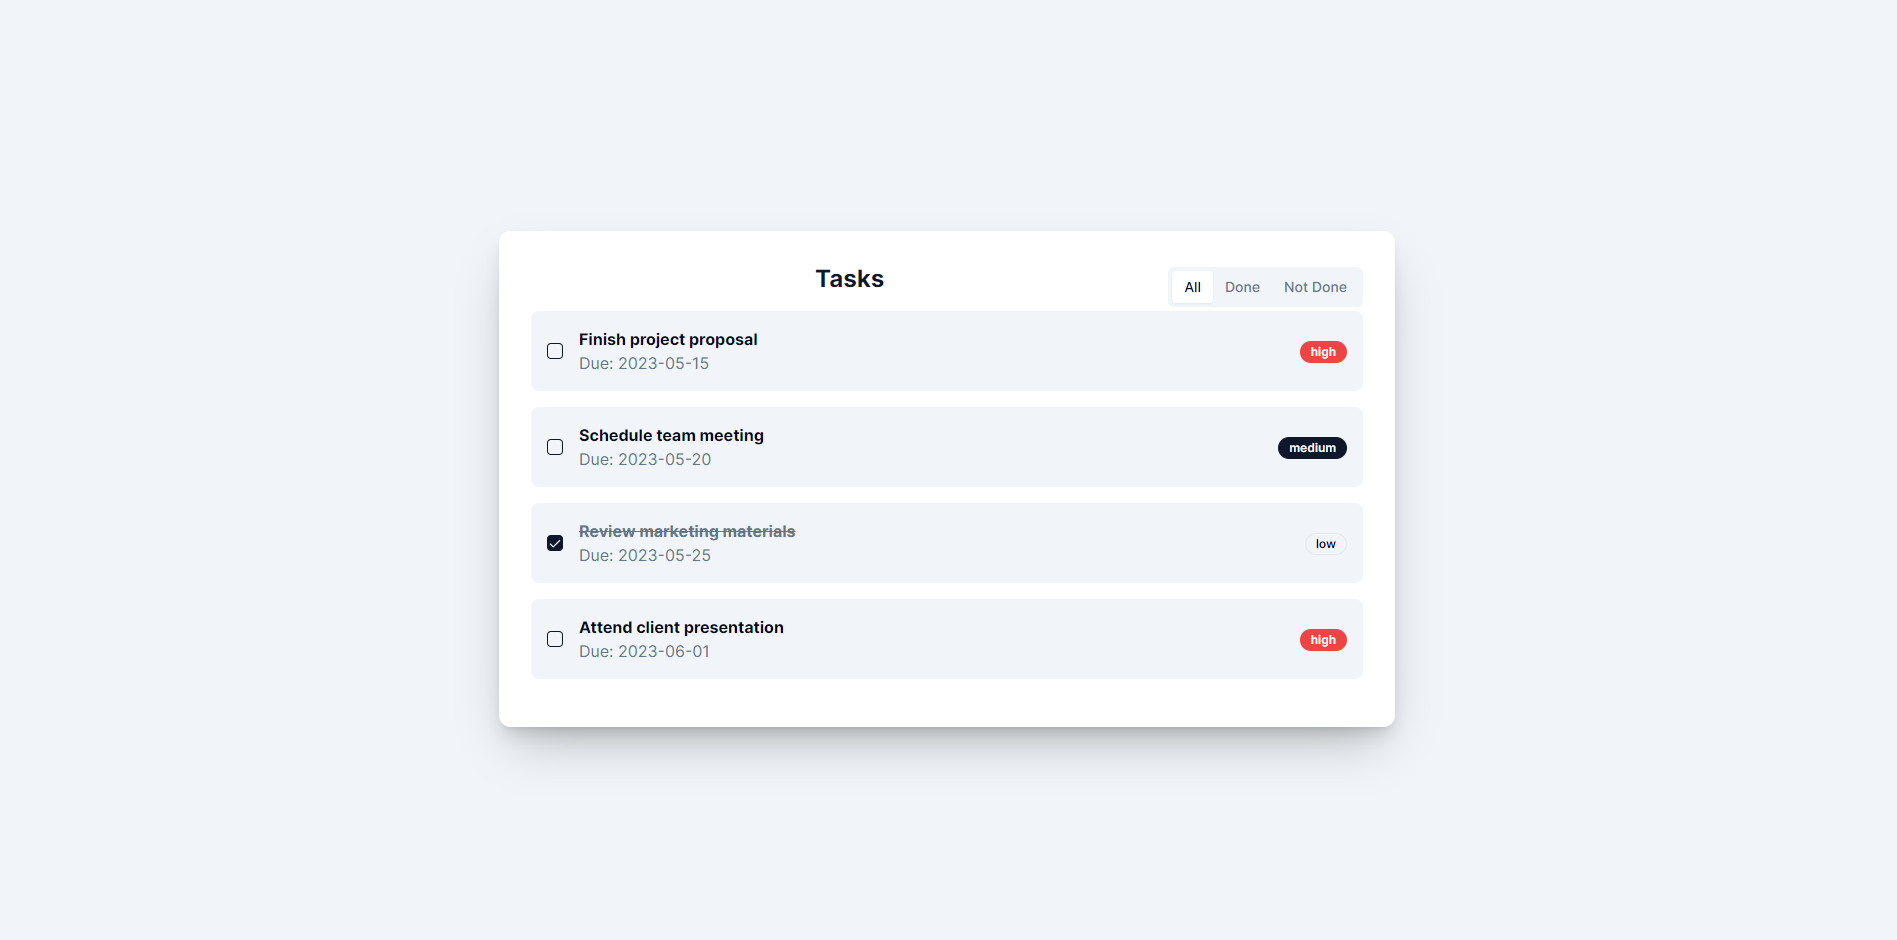 Tasks
All Done Not Done
Finish project proposal
Due: 2023-05-15
high
Schedule team meeting
Due: 2023-05-20
medium
Review marketing materials
Due: 2023-05-25
low
Attend client presentation
Due: 2023-06-01
high